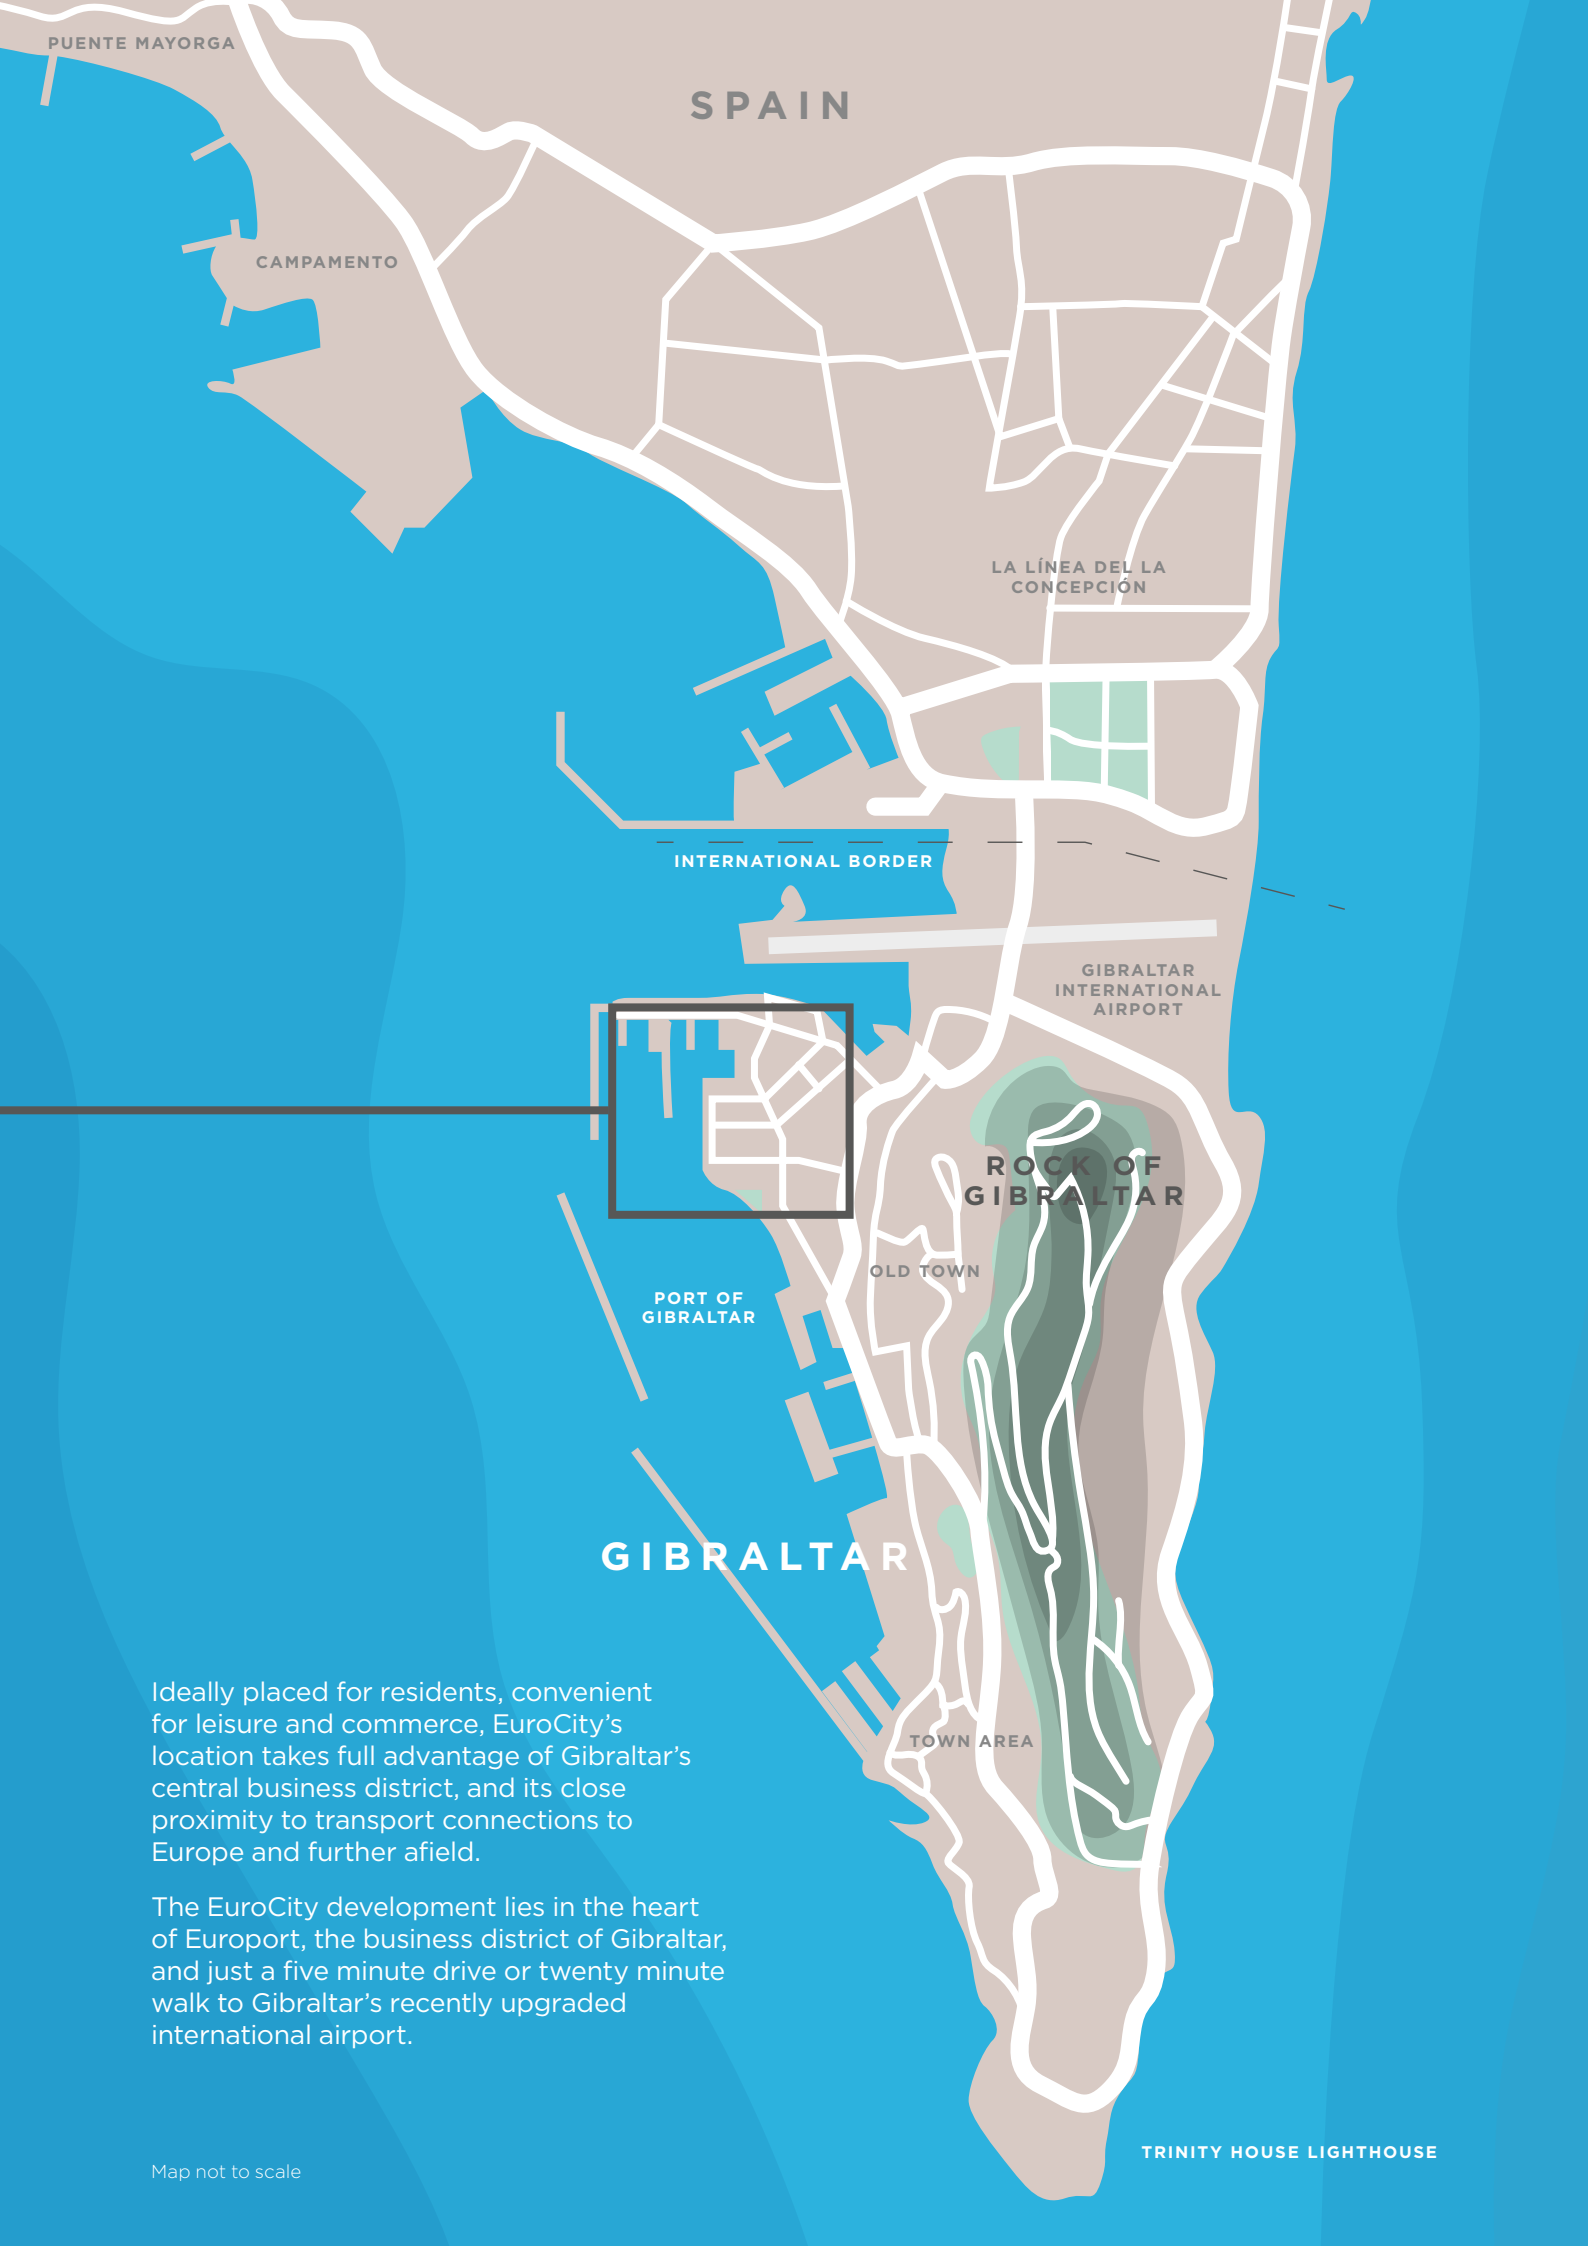 PUENTE MAYORGA
SPAIN
CAMPAMENTO
LA LÍNEA DEL LA
CONCEPCIÓN
INTERNATIONAL BORDER
GIBRALTAR
INTERNATIONAL
AIRPORT
ROCK OF
GIBRALTAR
OLD TOWN
PORT OF
GIBRALTAR
GIBRALTAR
TOWN AREA
Ideally placed for residents, convenient
for leisure and commerce, EuroCity’s
location takes full advantage of Gibraltar’s
central business district, and its close
proximity to transport connections to
Europe and further afield.
The EuroCity development lies in the heart
of Europort, the business district of Gibraltar,
and just a five minute drive or twenty minute
walk to Gibraltar’s recently upgraded
international airport.
TRINITY HOUSE LIGHTHOUSE
Map not to scale